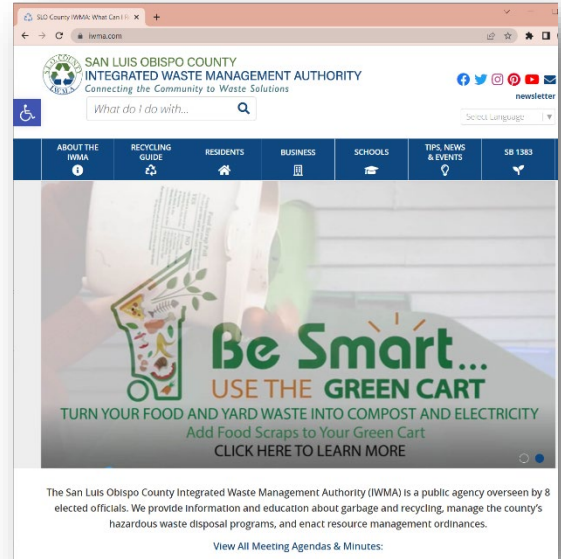 SLO County IWMA: What Can I
iwma.com
SAN LUIS OBISPO COUNTY
INTEGRATED WASTE MANAGEMENT AUTHORITY
Connecting the Community to Waste Solutions
SLO COUNTY
IWMA
What do I do with...
newsletter
Select Language
ABOUT THE IWMA
RECYCLING GUIDE
RESIDENTS
BUSINESS
SCHOOLS
TIPS, NEWS & EVENTS
SB 1383
Be Smart...
USE THE GREEN CART
TURN YOUR FOOD AND YARD WASTE INTO COMPOST AND ELECTRICITY
Add Food Scraps to Your Green Cart
CLICK HERE TO LEARN MORE
The San Luis Obispo County Integrated Waste Management Authority (IWMA) is a public agency overseen by 8
elected officials. We provide information and education about garbage and recycling, manage the county's
hazardous waste disposal programs, and enact resource management ordinances.
View All Meeting Agendas & Minutes: